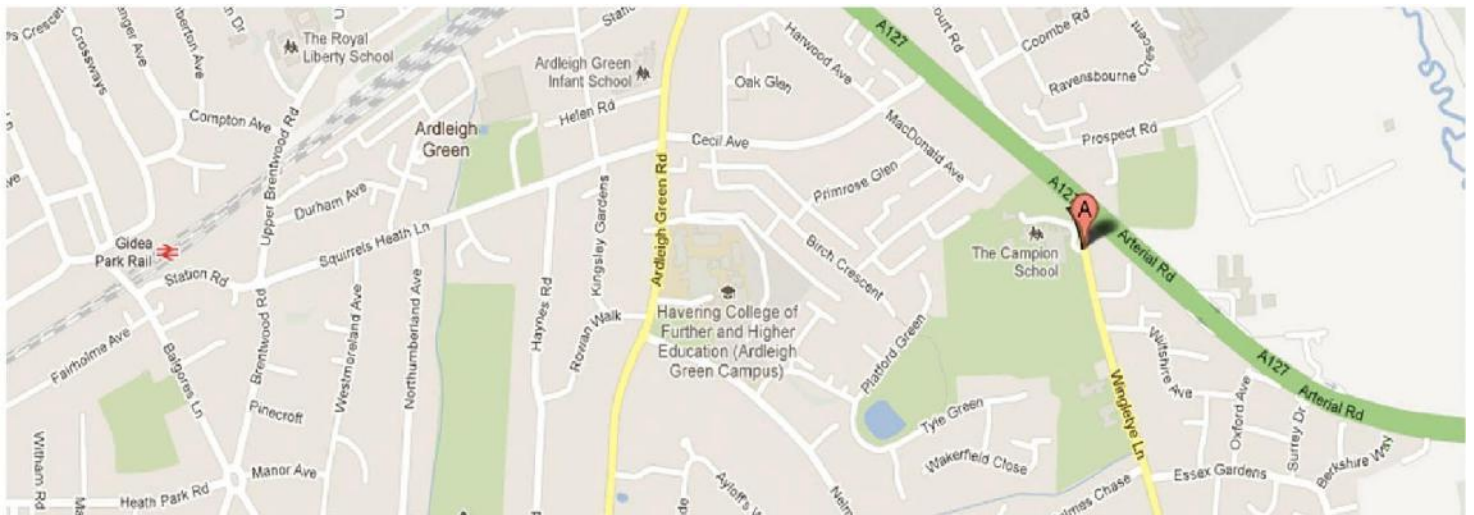 Crossways
Compton Ave
Upper Brentwood Rd
The Royal
Liberty School
Ardleigh
Green
Durham Ave
Gidea
Park Rail
Station Rd
Squirrels Heath Ln
Fairholme Ave
Balgores Ln
Brentwood Rd
Pinecroft
Westmoreland Ave
Northumberland Ave
Manor Ave
Heath Park Rd
Witham Rd
Ardleigh Green
Infant School
Helen Rd
Kingsley Gardens
Haynes Rd
Rowan Walk
Ardleigh Green Rd
Cecil Ave
Oak Glen
Harwood Ave
MacDonald Ave
Primrose Glen
Birch Crescent
Havering College of
Further and Higher
Education (Ardleigh
Green Campus)
Platford Green
Tyle Green
Wakerfield Close
A127
Coombe Rd
Ravensbourne Crescent
Prospect Rd
A127
A
Arterial Rd
The Campion
School
Wingletye Ln
Wiltshire Ave
A127
Arterial Rd
Oxford Ave
Surrey Dr
Essex Gardens
Berkshire Way